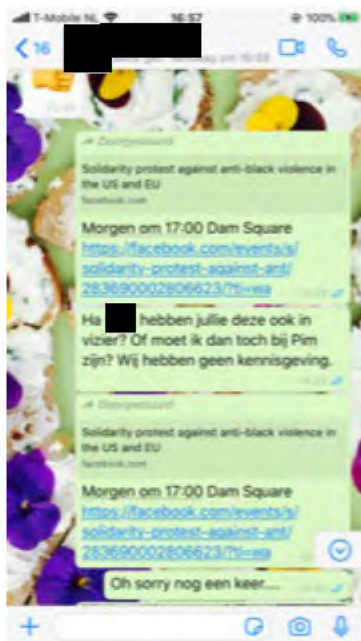 T-Mobile NL 16:57 100%
16
Doorgestuurd
Solidarity protest against anti-black violence in
the US and EU
facebook.com
Morgen om 17:00 Dam Square
https://facebook.com/events/s/
solidarity-protest-against-ant/
283690002806623/?ti=wa
Ha hebben jullie deze ook in
vizier? Of moet ik dan toch bij Pim
zijn? Wij hebben geen kennisgeving.
Doorgestuurd
Solidarity protest against anti-black violence in
the US and EU
facebook.com
Morgen om 17:00 Dam Square
https://facebook.com/events/s/
solidarity-protest-against-ant/
283690002806623/?ti=wa
Oh sorry nog een keer....